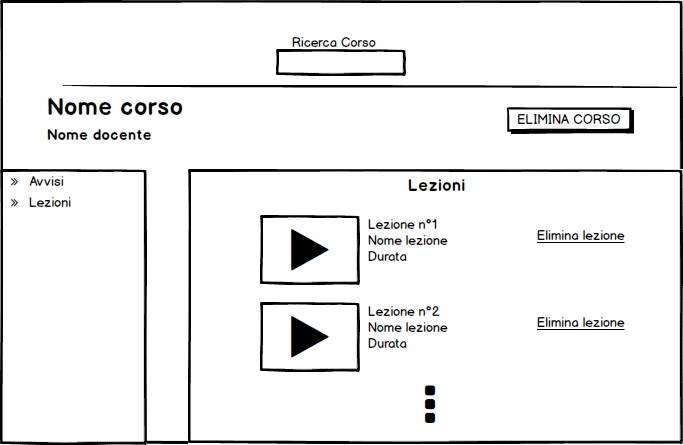 Ricerca Corso
Nome corso
Nome docente
ELIMINA CORSO
» Avvisi
» Lezioni
Lezioni
Lezione n°1
Nome lezione
Durata
Elimina lezione
Lezione n°2
Nome lezione
Durata
Elimina lezione